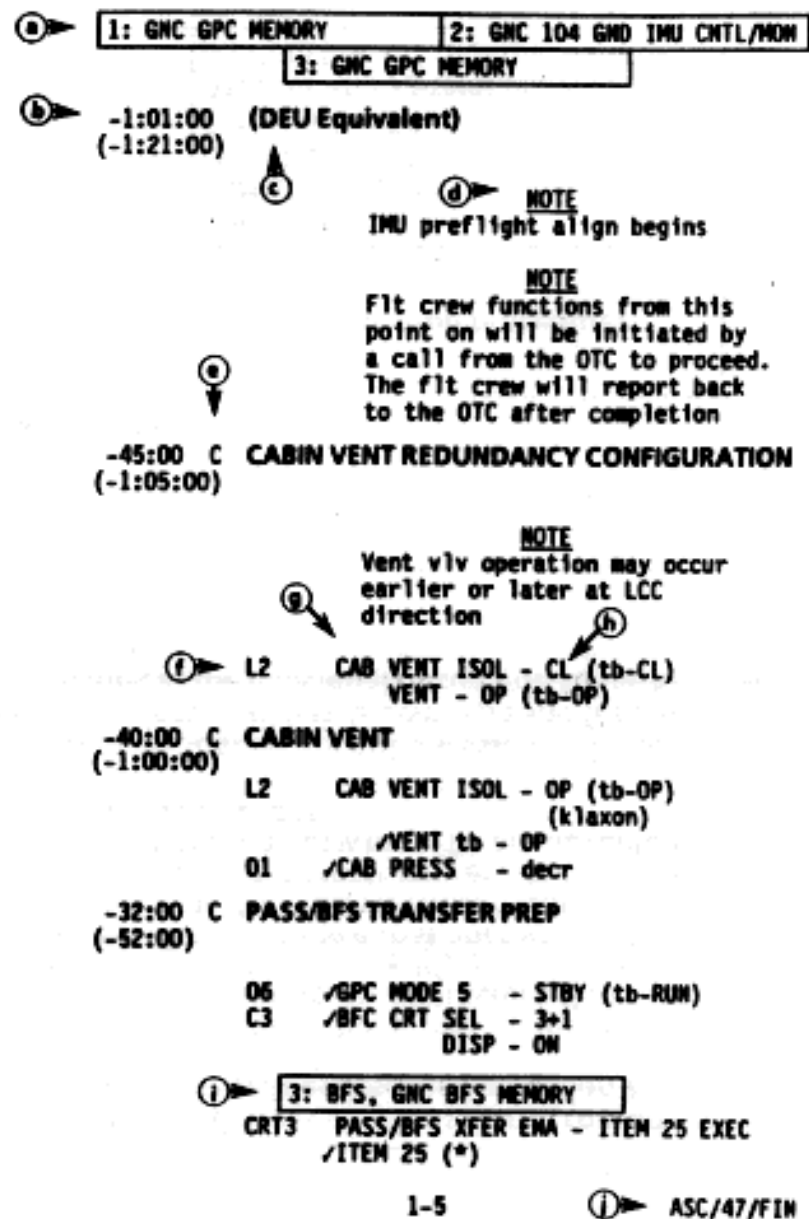 ⓐ 1: GNC GPC MEMORY 2: GNC 104 GND IMU CNTL/MON
3: GNC GPC MEMORY
ⓑ -1:01:00 (DEU Equivalent)
(-1:21:00)
ⓒ
ⓓ NOTE
IMU preflight align begins
NOTE
Flt crew functions from this
point on will be initiated by
a call from the OTC to proceed.
The flt crew will report back
to the OTC after completion
ⓔ
-45:00 C CABIN VENT REDUNDANCY CONFIGURATION
(-1:05:00)
NOTE
Vent vlv operation may occur
earlier or later at LCC
direction
ⓖ ⓗ
ⓕ L2 CAB VENT ISOL - CL (tb-CL)
VENT - OP (tb-OP)
-40:00 C CABIN VENT
(-1:00:00)
L2 CAB VENT ISOL - OP (tb-OP)
(klaxon)
✓VENT tb - OP
O1 ✓CAB PRESS - decr
-32:00 C PASS/BFS TRANSFER PREP
(-52:00)
O6 ✓GPC MODE 5 - STBY (tb-RUN)
C3 ✓BFC CRT SEL - 3+1
DISP - ON
ⓘ 3: BFS, GNC BFS MEMORY
CRT3 PASS/BFS XFER ENA - ITEM 25 EXEC
✓ITEM 25 (*)
1-5 ⓙ ASC/47/FIN